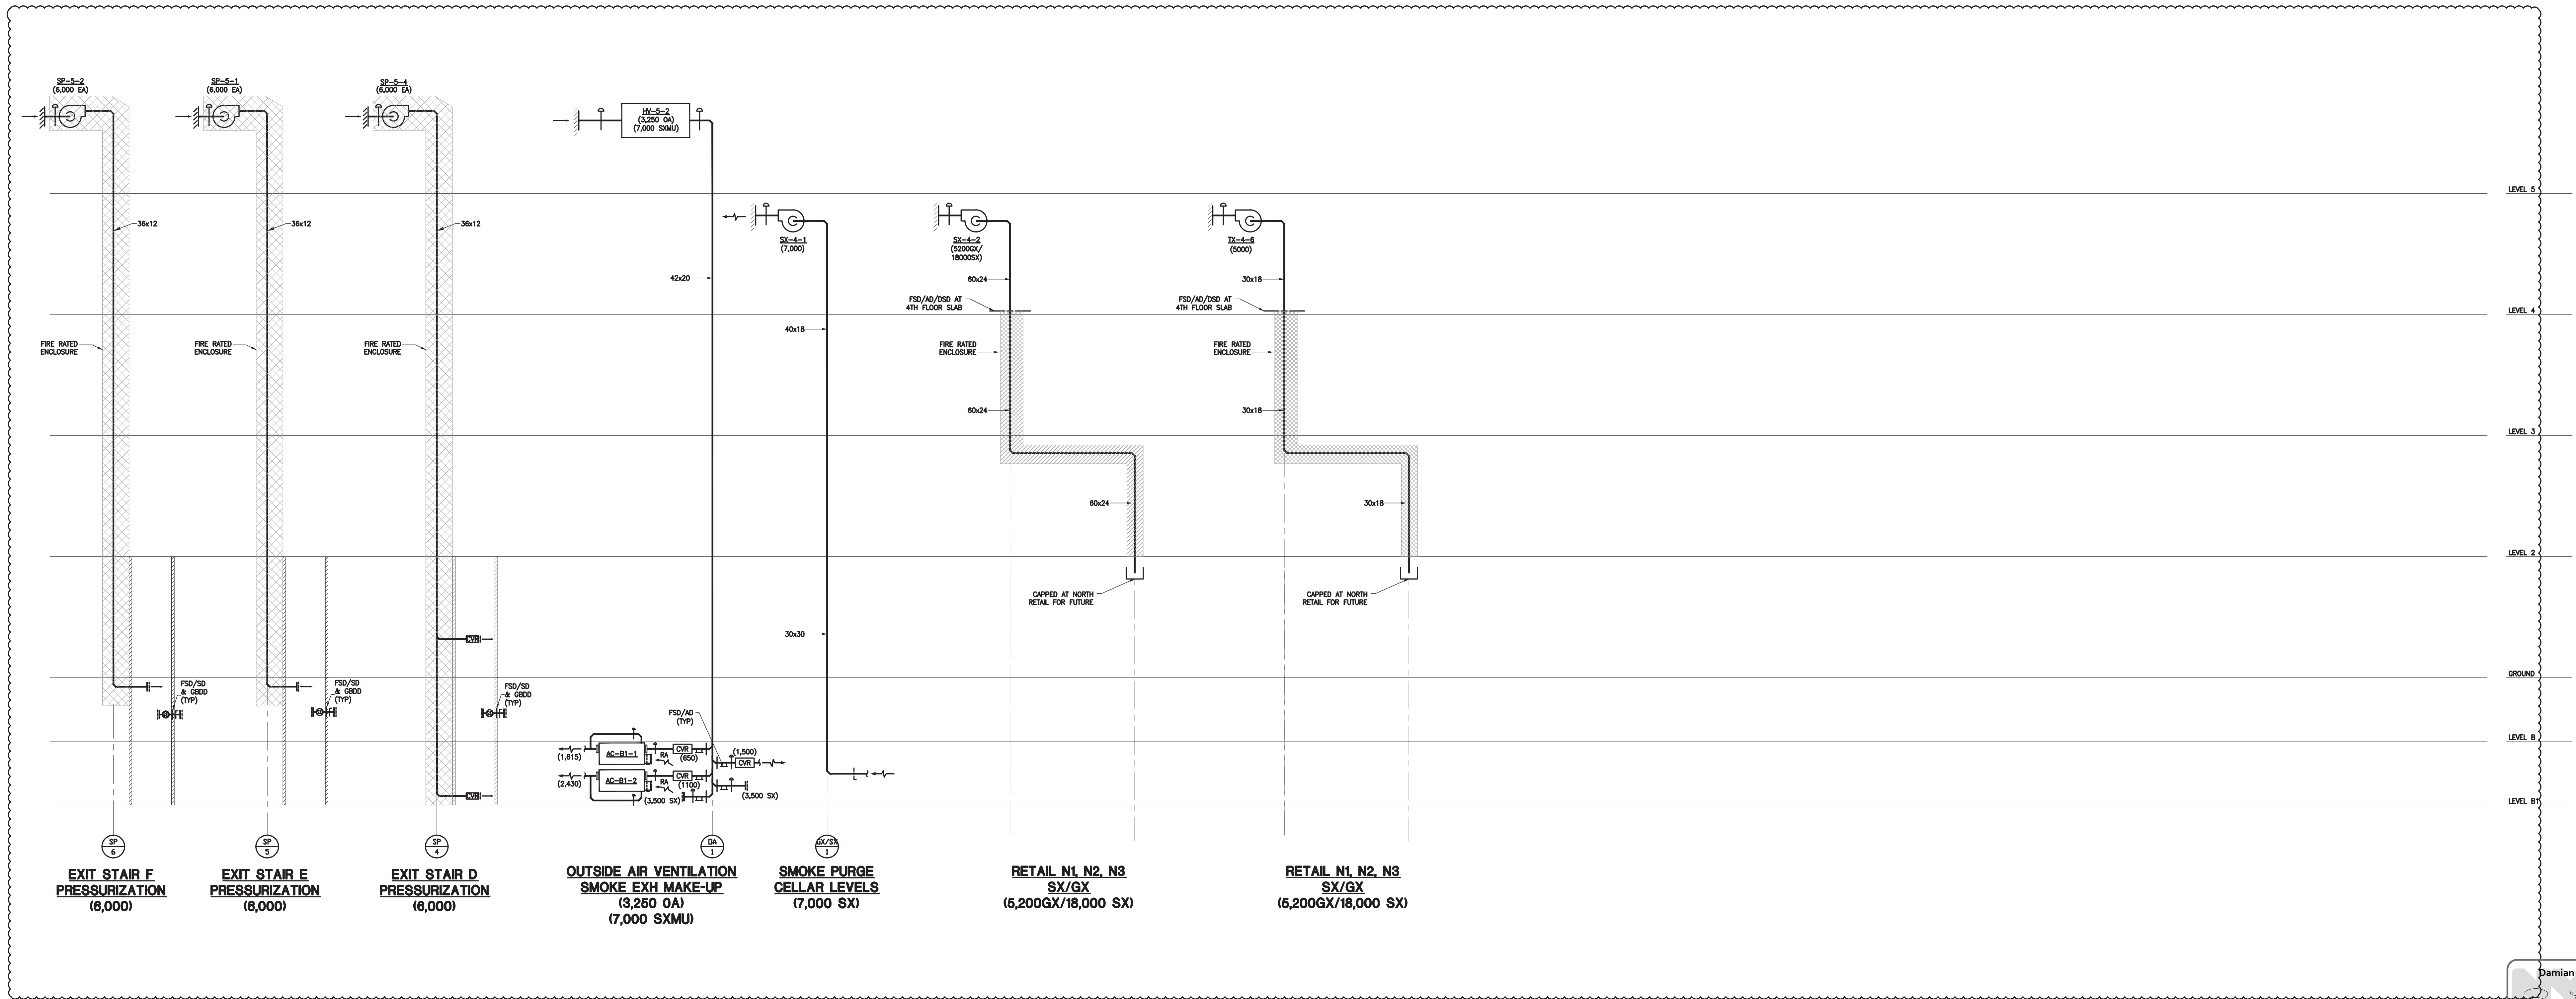 SP-5-2
(6,000 EA)
SP-5-1
(6,000 EA)
SP-5-4
(6,000 EA)
HV-5-2
(3,250 OA)
(7,000 SXMU)
LEVEL 5
36x12
36x12
36x12
SX-4-1
(7,000)
SX-4-2
(5200GX/
18000SX)
TX-4-6
(5000)
42x20
60x24
30x18
FSD/AD/DSD AT
4TH FLOOR SLAB
FSD/AD/DSD AT
4TH FLOOR SLAB
LEVEL 4
40x18
FIRE RATED
ENCLOSURE
FIRE RATED
ENCLOSURE
FIRE RATED
ENCLOSURE
FIRE RATED
ENCLOSURE
FIRE RATED
ENCLOSURE
60x24
30x18
LEVEL 3
60x24
30x18
LEVEL 2
CAPPED AT NORTH
RETAIL FOR FUTURE
CAPPED AT NORTH
RETAIL FOR FUTURE
30x30
CVR
GROUND
FSD/SD
& GBDD
(TYP)
FSD/SD
& GBDD
(TYP)
FSD/SD
& GBDD
(TYP)
FSD/AD
(TYP)
LEVEL B
(1,615)
AC-B1-1
RA
CVR
(650)
(1,500)
CVR
(2,430)
AC-B1-2
RA
CVR
(1100)
(3,500 SX)
(3,500 SX)
CVR
LEVEL B1
SP
6
SP
5
SP
4
OA
1
GX/SX
1
EXIT STAIR F
PRESSURIZATION
(6,000)
EXIT STAIR E
PRESSURIZATION
(6,000)
EXIT STAIR D
PRESSURIZATION
(6,000)
OUTSIDE AIR VENTILATION
SMOKE EXH MAKE-UP
(3,250 OA)
(7,000 SXMU)
SMOKE PURGE
CELLAR LEVELS
(7,000 SX)
RETAIL N1, N2, N3
SX/GX
(5,200GX/18,000 SX)
RETAIL N1, N2, N3
SX/GX
(5,200GX/18,000 SX)
Damian